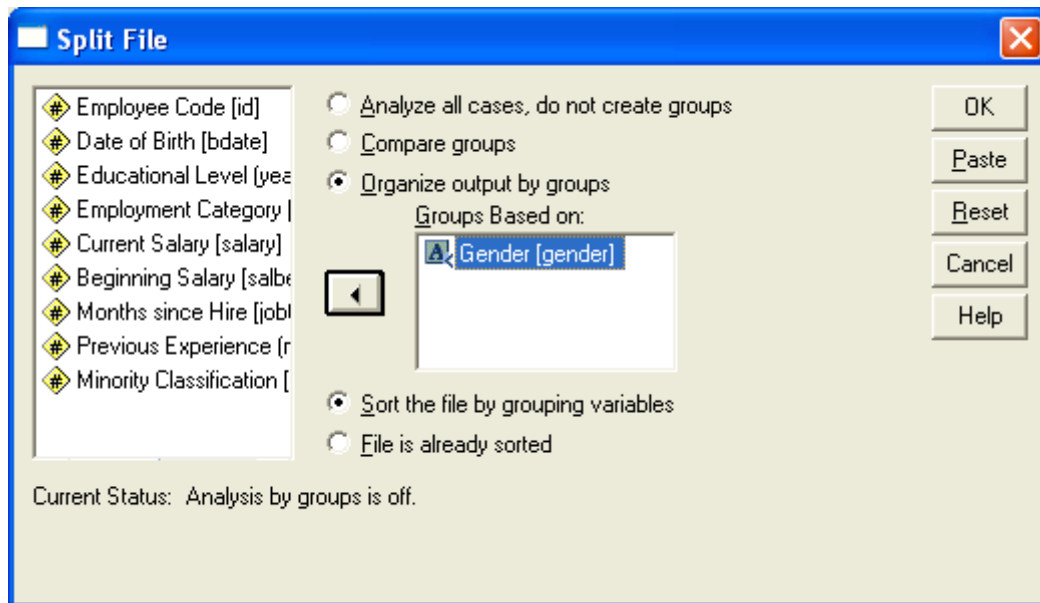 Split File
Employee Code [id]
Date of Birth [bdate]
Educational Level (yea
Employment Category [
Current Salary [salary]
Beginning Salary [salbe
Months since Hire [jobt
Previous Experience (r
Minority Classification [
Analyze all cases, do not create groups
Compare groups
Organize output by groups
Groups Based on:
Gender [gender]
Sort the file by grouping variables
File is already sorted
OK
Paste
Reset
Cancel
Help
Current Status: Analysis by groups is off.